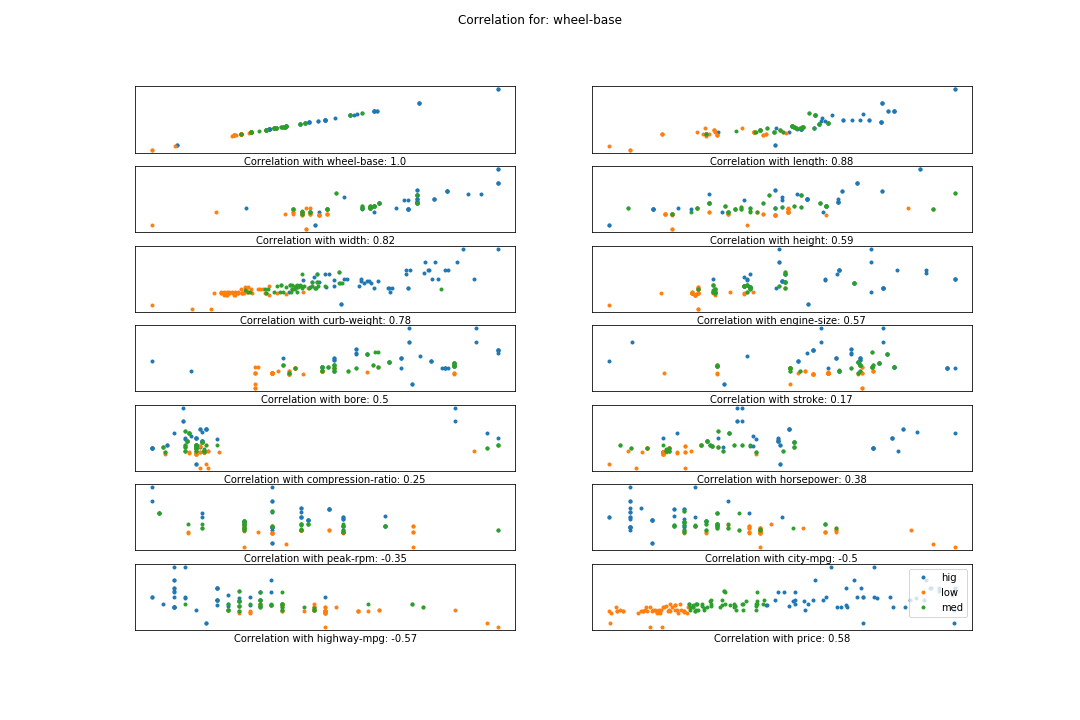 Correlation for: wheel-base
Correlation with wheel-base: 1.0
Correlation with length: 0.88
Correlation with width: 0.82
Correlation with height: 0.59
Correlation with curb-weight: 0.78
Correlation with engine-size: 0.57
Correlation with bore: 0.5
Correlation with stroke: 0.17
Correlation with compression-ratio: 0.25
Correlation with horsepower: 0.38
Correlation with peak-rpm: -0.35
Correlation with city-mpg: -0.5
hig
low
med
Correlation with highway-mpg: -0.57
Correlation with price: 0.58